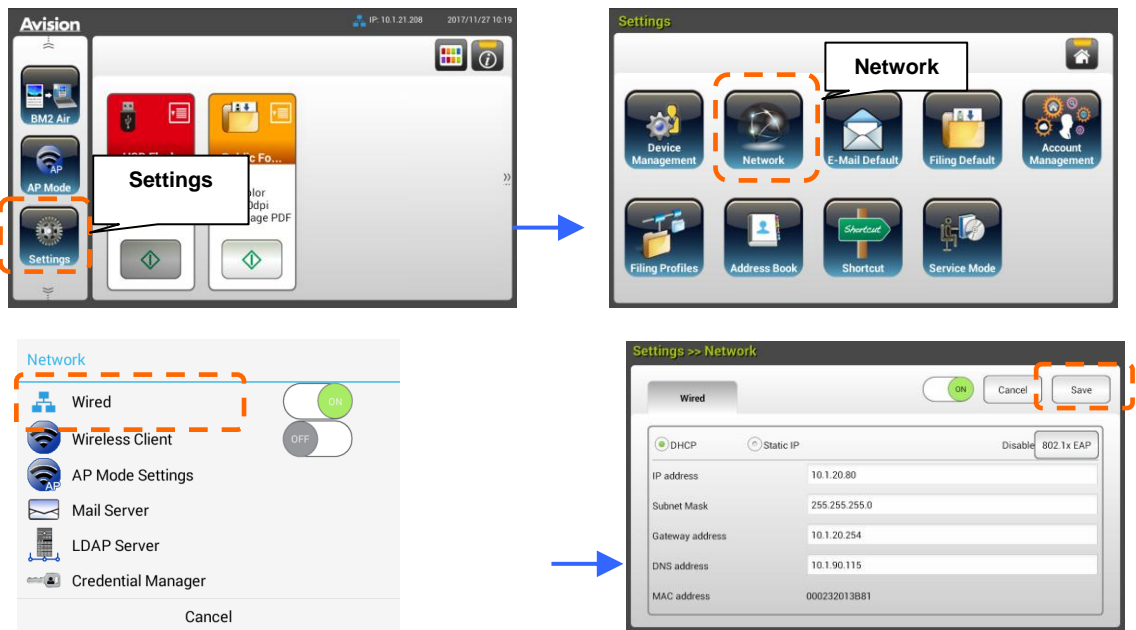 Avision
IP: 10.1.21.208 2017/11/27 10:19
BM2 Air
AP
AP Mode
Settings
c Fo...
age PDF
Settings
Settings
Network
Device
Management
Network
E-Mail Default
Filing Default
Account
Management
Filing Profiles
Address Book
Shortcut
Shortcut
Service Mode
Network
Wired ON
Wireless Client OFF
AP
AP Mode Settings
Mail Server
LDAP Server
Credential Manager
Cancel
Settings >> Network
Wired ON Cancel Save
DHCP Static IP Disable 802.1x EAP
IP address 10.1.20.80
Subnet Mask 255.255.255.0
Gateway address 10.1.20.254
DNS address 10.1.90.115
MAC address 000232013B81